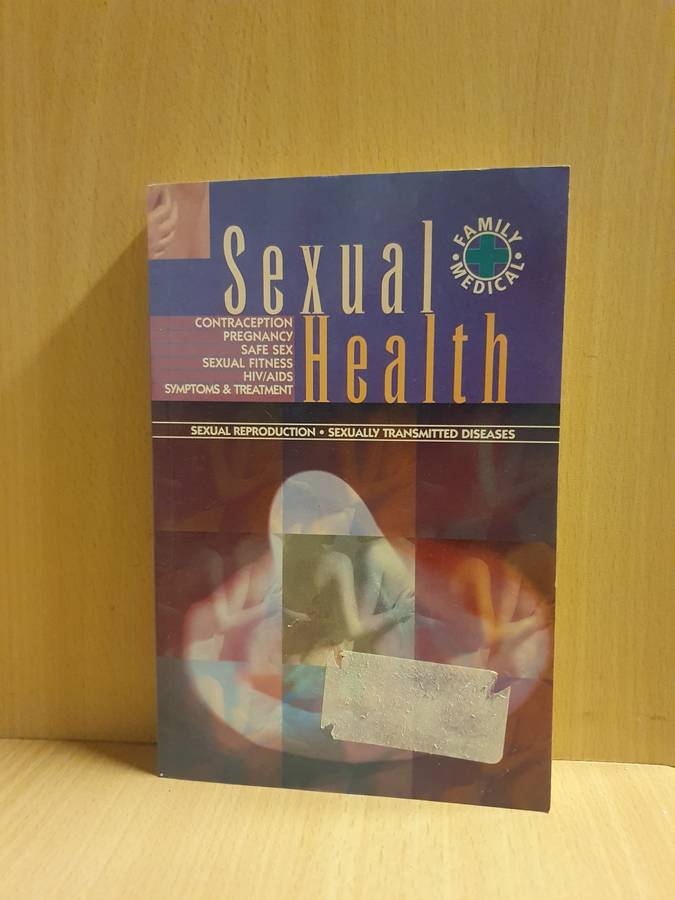 Sexual
Health
FAMILY
• MEDICAL •
CONTRACEPTION
PREGNANCY
SAFE SEX
SEXUAL FITNESS
HIV/AIDS
SYMPTOMS & TREATMENT
SEXUAL REPRODUCTION • SEXUALLY TRANSMITTED DISEASES